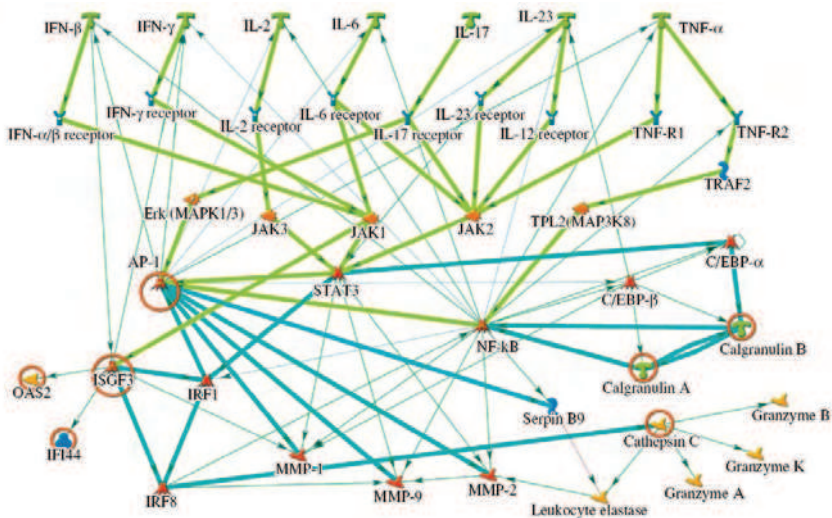 IFN-β
IFN-γ
IL-2
IL-6
IL-17
IL-23
TNF-α
IFN-α/β receptor
IFN-γ receptor
IL-2 receptor
IL-6 receptor
IL-17 receptor
IL-23 receptor
IL-12 receptor
TNF-R1
TNF-R2
TRAF2
Erk (MAPK1/3)
JAK3
JAK1
JAK2
TPL2(MAP3K8)
AP-1
STAT3
C/EBP-β
C/EBP-α
NF-kB
Calgranulin B
Calgranulin A
OAS2
ISGF3
IRF1
Serpin B9
Cathepsin C
Granzyme B
IFI44
IRF8
MMP-1
MMP-9
MMP-2
Leukocyte elastase
Granzyme A
Granzyme K